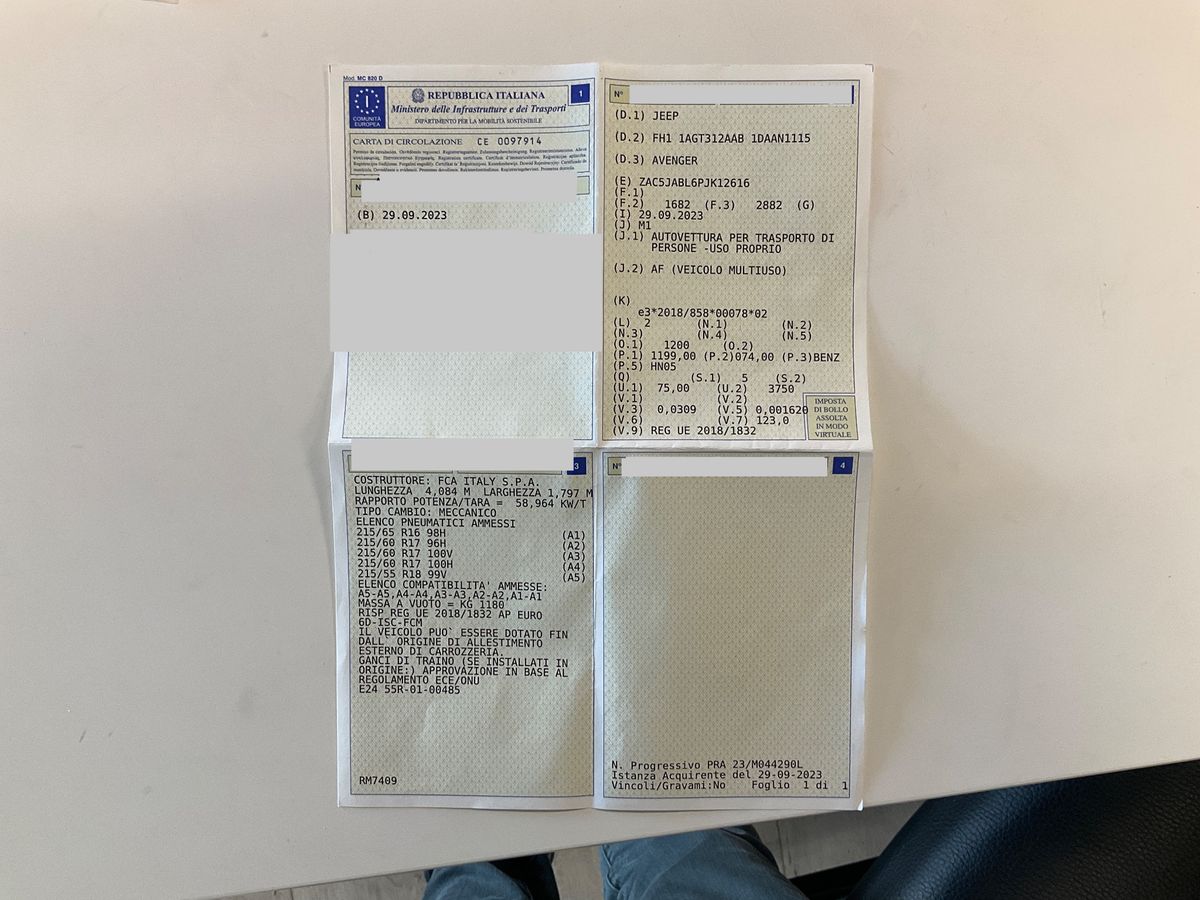 Mod. MC 820 D
REPUBBLICA ITALIANA
1
Ministero delle Infrastrutture e dei Trasporti
DIPARTIMENTO PER LA MOBILITÀ SOSTENIBILE
I
COMUNITÀ
EUROPEA
CARTA DI CIRCOLAZIONE CE 0097914
N
(B) 29.09.2023
N°
(D.1) JEEP
(D.2) FH1 1AGT312AAB 1DAAN1115
(D.3) AVENGER
(E) ZAC5JABL6PJK12616
(F.1)
(F.2) 1682 (F.3) 2882 (G)
(I) 29.09.2023
(J) M1
(J.1) AUTOVETTURA PER TRASPORTO DI
PERSONE -USO PROPRIO
(J.2) AF (VEICOLO MULTIUSO)
(K)
e3*2018/858*00078*02
(L) 2 (N.1) (N.2)
(N.3) (N.4) (N.5)
(O.1) 1200 (O.2)
(P.1) 1199,00 (P.2)074,00 (P.3)BENZ
(P.5) HN05
(Q) (S.1) 5 (S.2)
(U.1) 75,00 (U.2) 3750
(V.1) (V.2)
(V.3) 0,0309 (V.5) 0,001620
(V.6) (V.7) 123,0
(V.9) REG UE 2018/1832
IMPOSTA
DI BOLLO
ASSOLTA
IN MODO
VIRTUALE
3
COSTRUTTORE: FCA ITALY S.P.A.
LUNGHEZZA 4,084 M LARGHEZZA 1,797 M
RAPPORTO POTENZA/TARA = 58,964 KW/T
TIPO CAMBIO: MECCANICO
ELENCO PNEUMATICI AMMESSI
215/65 R16 98H (A1)
215/60 R17 96H (A2)
215/60 R17 100V (A3)
215/60 R17 100H (A4)
215/55 R18 99V (A5)
ELENCO COMPATIBILITA' AMMESSE:
A5-A5,A4-A4,A3-A3,A2-A2,A1-A1
MASSA A VUOTO = KG 1180
RISP REG UE 2018/1832 AP EURO
6D-ISC-FCM
IL VEICOLO PUO` ESSERE DOTATO FIN
DALL` ORIGINE DI ALLESTIMENTO
ESTERNO DI CARROZZERIA.
GANCI DI TRAINO (SE INSTALLATI IN
ORIGINE:) APPROVAZIONE IN BASE AL
REGOLAMENTO ECE/ONU
E24 55R-01-00485
RM7409
N°
4
N. Progressivo PRA 23/M044290L
Istanza Acquirente del 29-09-2023
Vincoli/Gravami:No Foglio 1 di 1